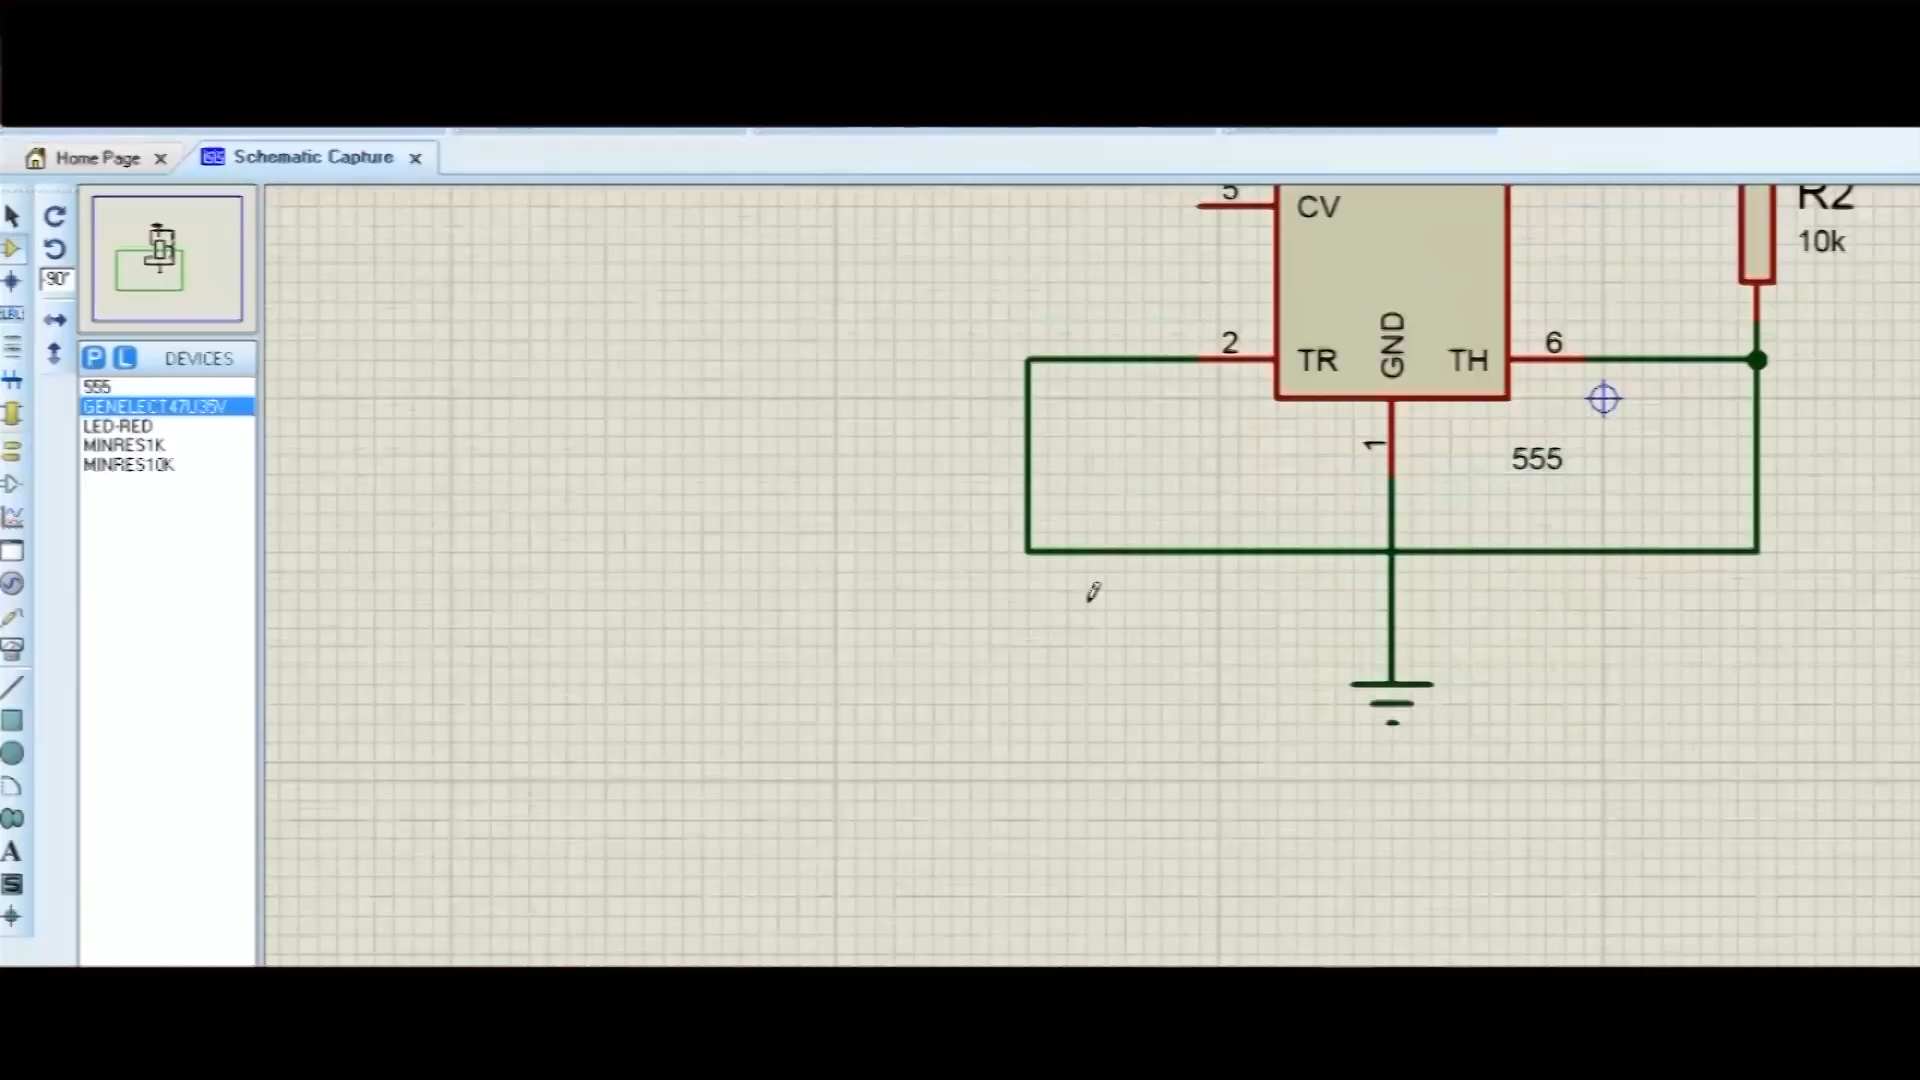 Home Page
Schematic Capture
-90°
P L DEVICES
555
GENELECT47U35V
LED-RED
MINRES1K
MINRES10K
5
CV
R2
10k
2
TR
GND
TH
6
1
555
LBL
A
S